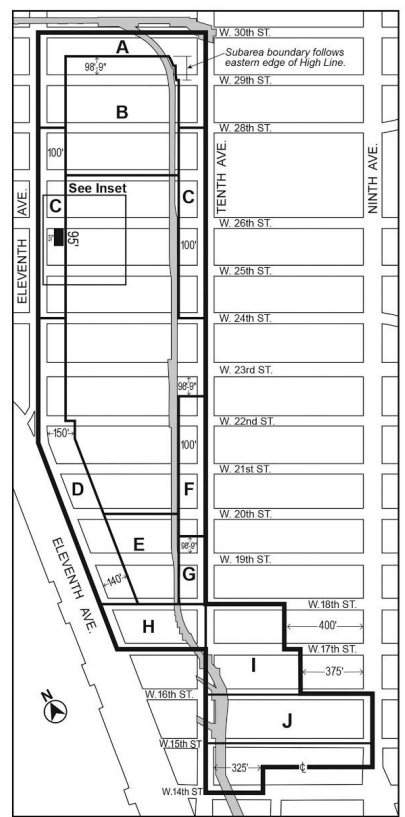 W. 30th ST.
A
Subarea boundary follows
eastern edge of High Line.
98'-9"
W. 29th ST.
B
W. 28th ST.
100'
TENTH AVE.
NINTH AVE.
See Inset
C
C
ELEVENTH AVE.
95'
W. 26th ST.
100'
W. 25th ST.
W. 24th ST.
W. 23rd ST.
98'-9"
W. 22nd ST.
150'
100'
W. 21st ST.
D
F
W. 20th ST.
E
98'-9"
W. 19th ST.
ELEVENTH AVE.
140'
G
W.18th ST.
H
400'
W.17th ST.
I
375'
W.16th ST.
N
J
W.15th ST
325'
℄
W.14th ST